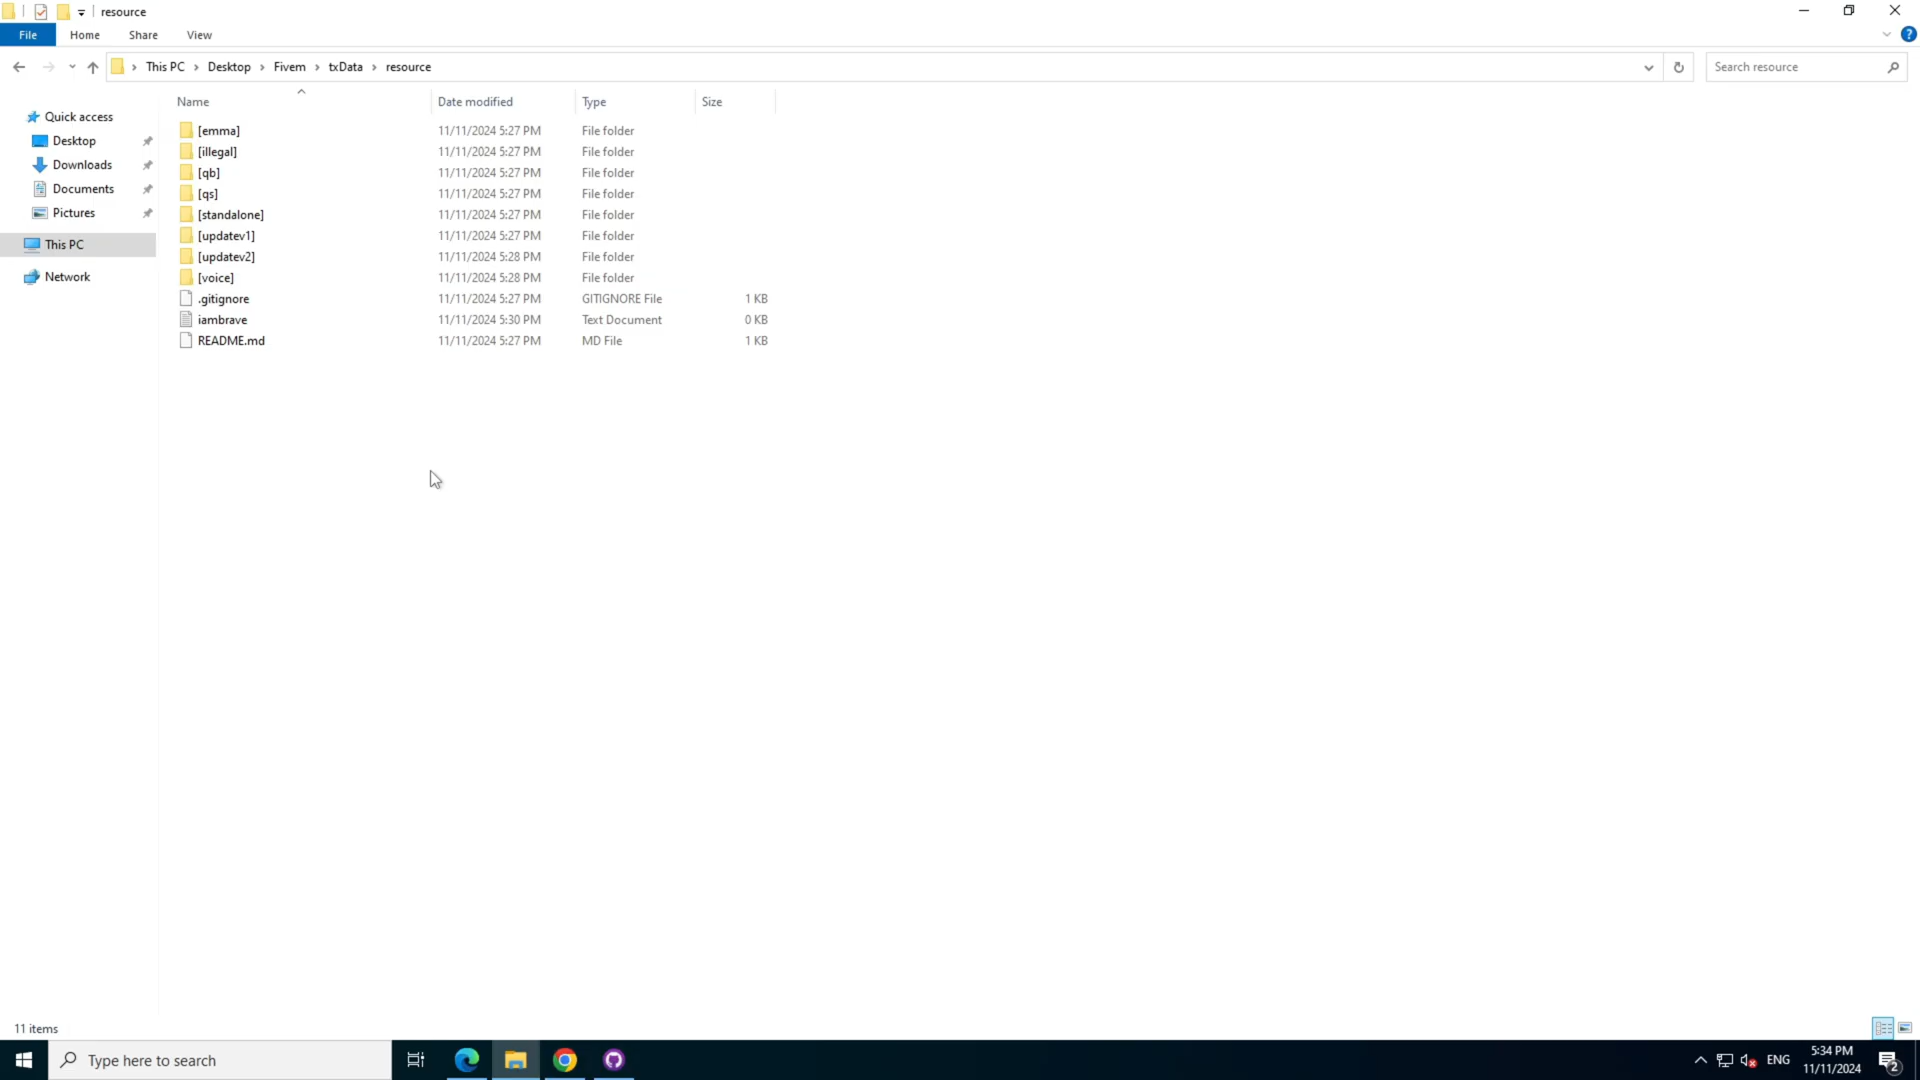 resource
File Home Share View
This PC Desktop Fivem txData resource
Search resource
Name Date modified Type Size
Quick access
Desktop
Downloads
Documents
Pictures
This PC
Network
[emma] 11/11/2024 5:27 PM File folder
[illegal] 11/11/2024 5:27 PM File folder
[qb] 11/11/2024 5:27 PM File folder
[qs] 11/11/2024 5:27 PM File folder
[standalone] 11/11/2024 5:27 PM File folder
[updatev1] 11/11/2024 5:27 PM File folder
[updatev2] 11/11/2024 5:28 PM File folder
[voice] 11/11/2024 5:28 PM File folder
.gitignore 11/11/2024 5:27 PM GITIGNORE File 1 KB
iambrave 11/11/2024 5:30 PM Text Document 0 KB
README.md 11/11/2024 5:27 PM MD File 1 KB
11 items
Type here to search
ENG
5:34 PM
11/11/2024
2